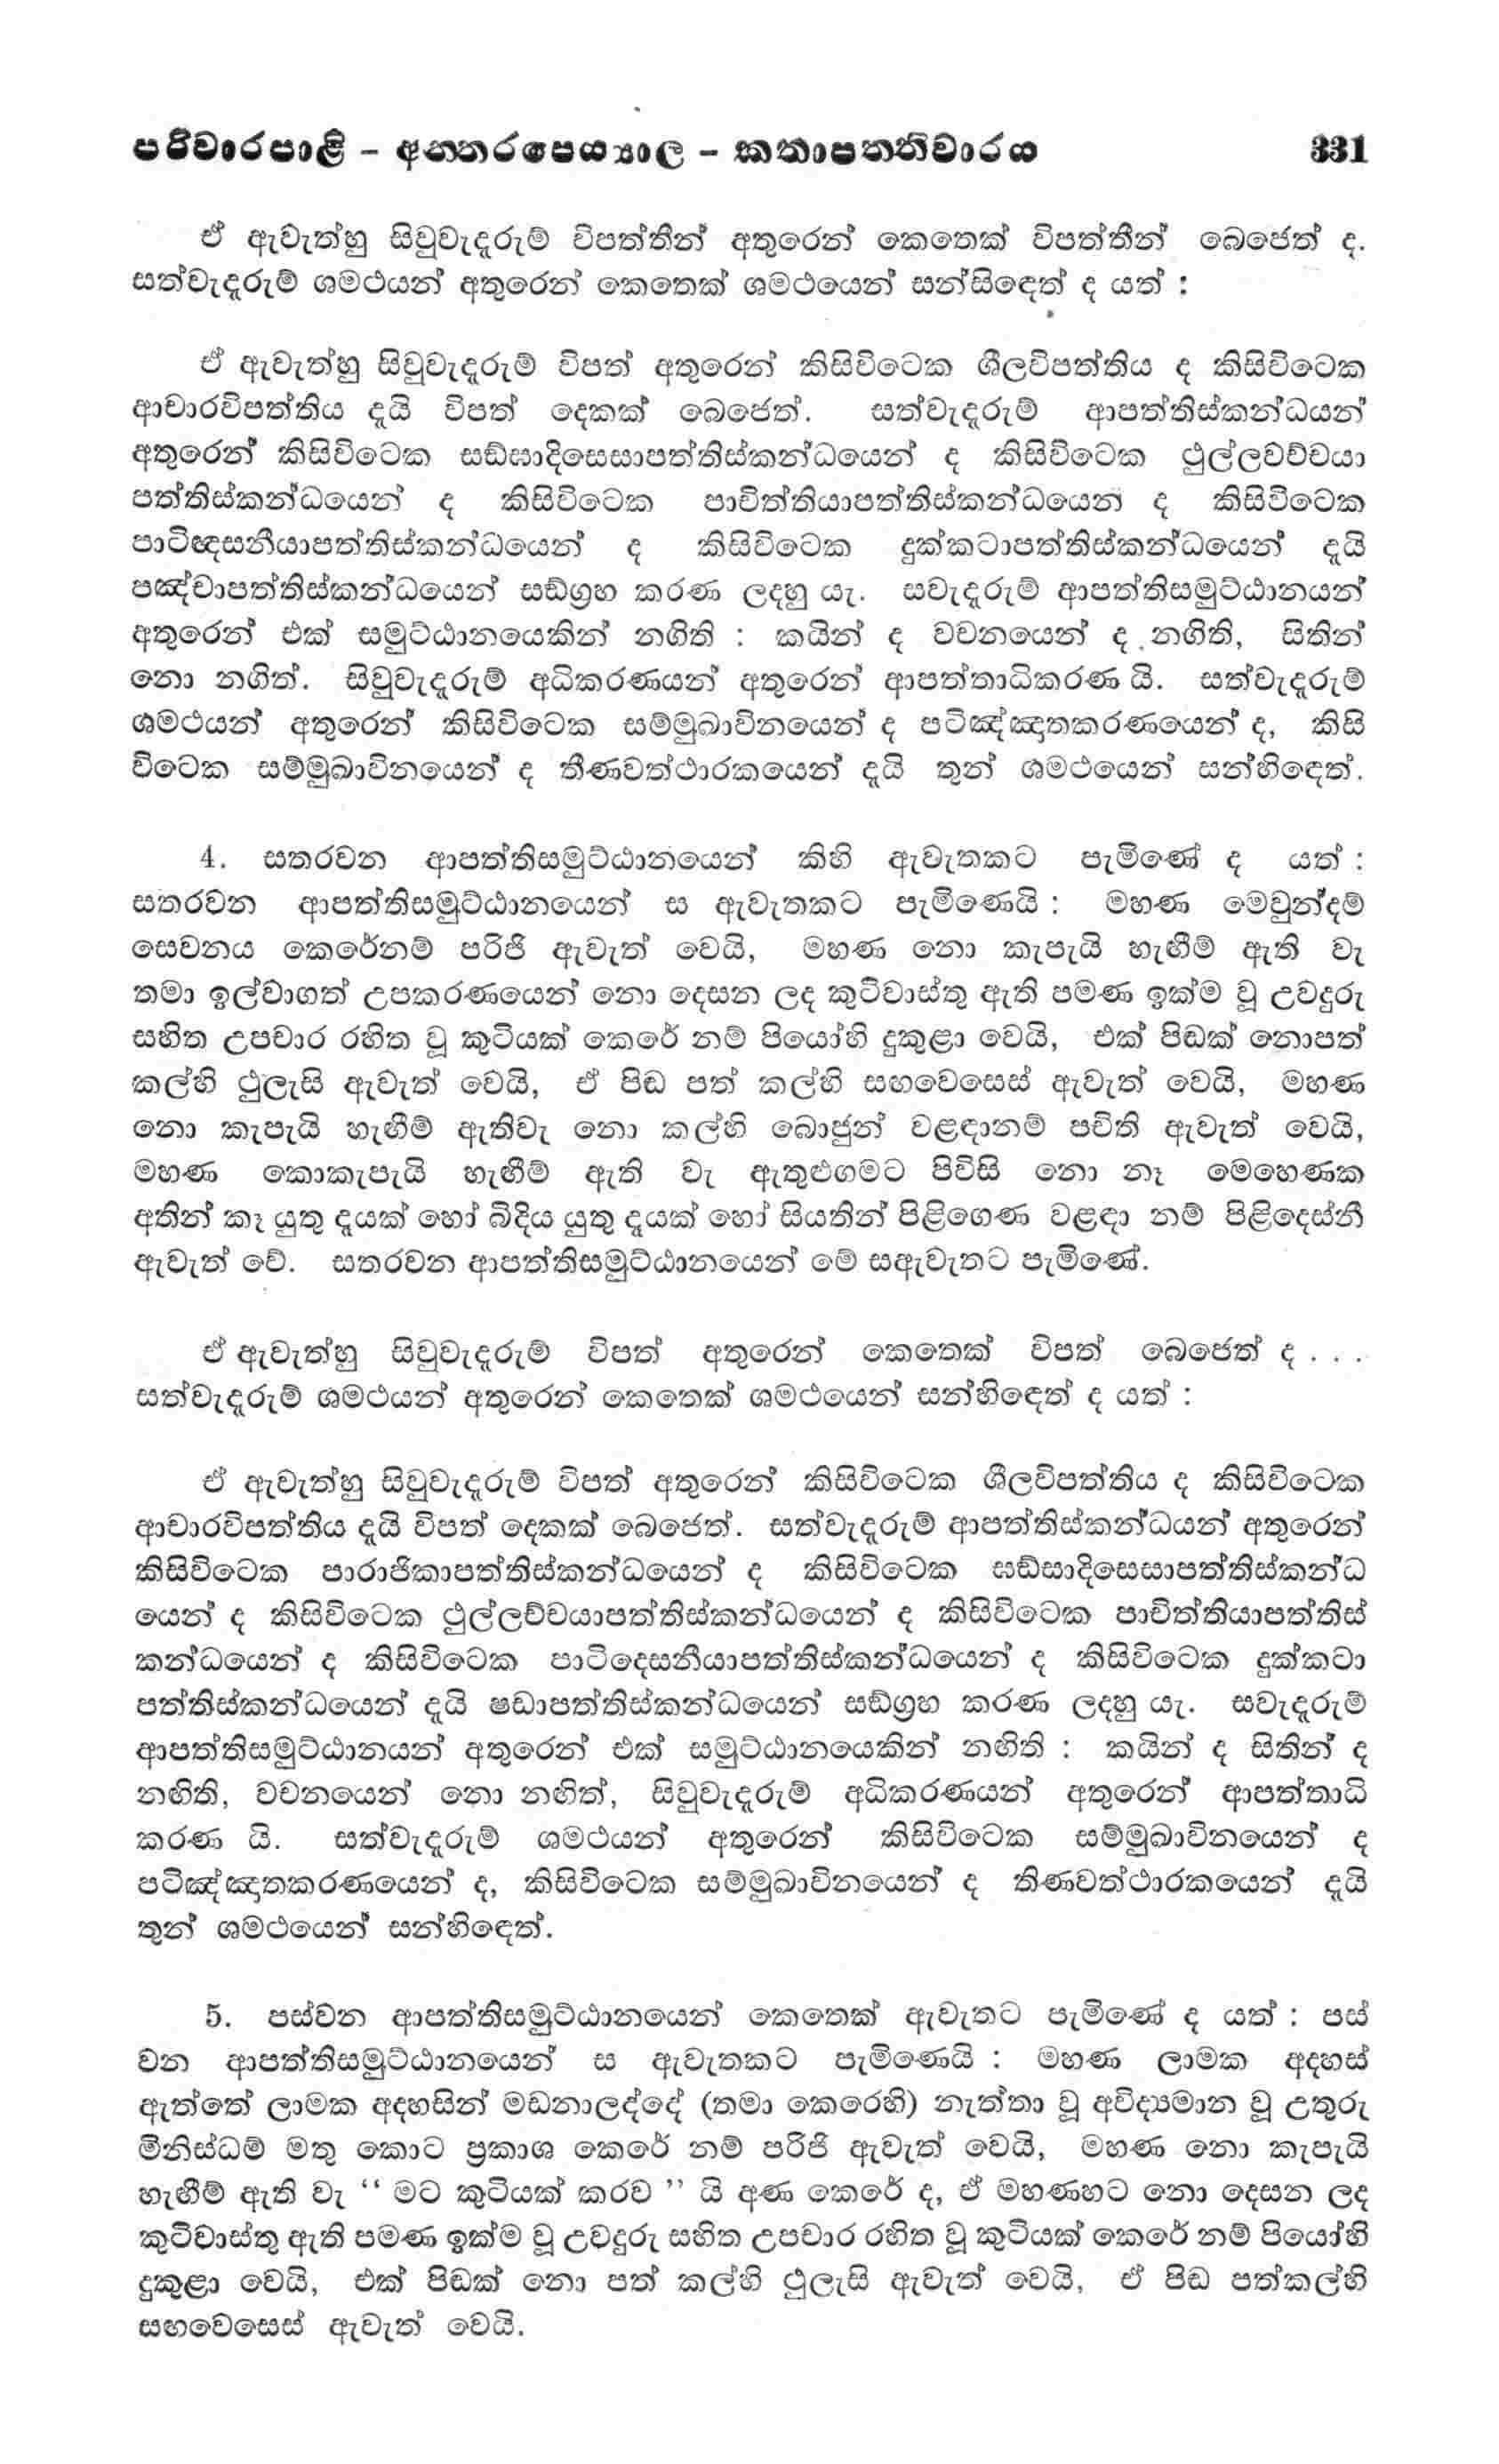 පරිවාරපාළි – අන්තරපෙය්‍යාල – කතාපත්තිවාරය 331
ඒ ඇවැත්හු සිවුවැදෑරුම් විපත්තීන් අතුරෙන් කෙතෙක් විපත්තීන් බෙජෙත් ද.
සත්වැදෑරුම් ශමථයන් අතුරෙන් කෙතෙක් ශමථයෙන් සන්සිඳෙත් ද යත් :
ඒ ඇවැත්හු සිවුවැදෑරුම් විපත් අතුරෙන් කිසිවිටෙක ශීලවිපත්තිය ද කිසිවිටෙක
ආචාරවිපත්තිය දැයි විපත් දෙකක් බෙජෙත්. සත්වැදෑරුම් ආපත්තිස්කන්ධයන්
අතුරෙන් කිසිවිටෙක සඞ්ඝාදිසෙසාපත්තිස්කන්ධයෙන් ද කිසිවිටෙක ථුල්ලවච්චයා
පත්තිස්කන්ධයෙන් ද කිසිවිටෙක පාචිත්තියාපත්තිස්කන්ධයෙන් ද කිසිවිටෙක
පාටිඥසනීයාපත්තිස්කන්ධයෙන් ද කිසිවිටෙක දුක්කටාපත්තිස්කන්ධයෙන් දැයි
පඤ්චාපත්තිස්කන්ධයෙන් සඞ්ග්‍රහ කරණ ලදහු යැ. සවැදෑරුම් ආපත්තිසමුට්ඨානයන්
අතුරෙන් එක් සමුට්ඨානයෙකින් නගිති : කයින් ද වචනයෙන් ද නගිති, සිතින්
නො නගිත්. සිවුවැදෑරුම් අධිකරණයන් අතුරෙන් ආපත්තාධිකරණ යි. සත්වැදෑරුම්
ශමථයන් අතුරෙන් කිසිවිටෙක සම්මුඛාවිනයෙන් ද පටිඤ්ඤාතකරණයෙන් ද, කිසි
විටෙක සම්මුඛාවිනයෙන් ද තිණවත්ථාරකයෙන් දැයි තුන් ශමථයෙන් සන්හිඳෙත්.
4. සතරවන ආපත්තිසමුට්ඨානයෙන් කිහි ඇවැතකට පැමිණේ ද යත් :
සතරවන ආපත්තිසමුට්ඨානයෙන් ස ඇවැතකට පැමිණෙයි : මහණ මෙවුන්දම්
සෙවනය කෙරේනම් පරිජි ඇවැත් වෙයි, මහණ නො කැපැයි හැඟීම් ඇති වැ
තමා ඉල්වාගත් උපකරණයෙන් නො දෙසන ලද කුටිවාස්තු ඇති පමණ ඉක්ම වූ උවදුරු
සහිත උපචාර රහිත වූ කුටියක් කෙරේ නම් පියෝහි දුකුළා වෙයි, එක් පිඬක් නොපත්
කල්හි ථුලැසි ඇවැත් වෙයි, ඒ පිඬ පත් කල්හි සඟවෙසෙස් ඇවැත් වෙයි, මහණ
නො කැපැයි හැඟීම් ඇතිවැ නො කල්හි බොජුන් වළඳානම් පචිති ඇවැත් වෙයි,
මහණ කොකැපැයි හැඟීම් ඇති වැ ඇතුළුගමට පිවිසි නො නෑ මෙහෙණක
අතින් කෑ යුතු දැයක් හෝ බිදිය යුතු දැයක් හෝ සියතින් පිළිගෙණ වළඳා නම් පිළිදෙස්නී
ඇවැත් වේ. සතරවන ආපත්තිසමුට්ඨානයෙන් මේ සඇවැතට පැමිණේ.
ඒ ඇවැත්හු සිවුවැදෑරුම් විපත් අතුරෙන් කෙතෙක් විපත් බෙජෙත් ද . . .
සත්වැදෑරුම් ශමථයන් අතුරෙන් කෙතෙක් ශමථයෙන් සන්හිඳෙත් ද යත් :
ඒ ඇවැත්හු සිවුවැදෑරුම් විපත් අතුරෙන් කිසිවිටෙක ශීලවිපත්තිය ද කිසිවිටෙක
ආචාරවිපත්තිය දැයි විපත් දෙකක් බෙජෙත්. සත්වැදෑරුම් ආපත්තිස්කන්ධයන් අතුරෙන්
කිසිවිටෙක පාරාජිකාපත්තිස්කන්ධයෙන් ද කිසිවිටෙක ඝඞ්සාදිසෙසාපත්තිස්කන්ධ
යෙන් ද කිසිවිටෙක ථුල්ලච්චයාපත්තිස්කන්ධයෙන් ද කිසිවිටෙක පාචිත්තියාපත්තිස්
කන්ධයෙන් ද කිසිවිටෙක පාටිදෙසනීයාපත්තිස්කන්ධයෙන් ද කිසිවිටෙක දුක්කටා
පත්තිස්කන්ධයෙන් දැයි ෂඩාපත්තිස්කන්ධයෙන් සඞ්ග්‍රහ කරණ ලදහු යැ. සවැදෑරුම්
ආපත්තිසමුට්ඨානයන් අතුරෙන් එක් සමුට්ඨානයෙකින් නඟිති : කයින් ද සිතින් ද
නඟිති, වචනයෙන් නො නඟිත්, සිවුවැදෑරුම් අධිකරණයන් අතුරෙන් ආපත්තාධි
කරණ යි. සත්වැදෑරුම් ශමථයන් අතුරෙන් කිසිවිටෙක සම්මුඛාවිනයෙන් ද
පටිඤ්ඤාතකරණයෙන් ද, කිසිවිටෙක සම්මුඛාවිනයෙන් ද තිණවත්ථාරකයෙන් දැයි
තුන් ශමථයෙන් සන්හිඳෙත්.
5. පස්වන ආපත්තිසමුට්ඨානයෙන් කෙතෙක් ඇවැතට පැමිණේ ද යත් : පස්
වන ආපත්තිසමුට්ඨානයෙන් ස ඇවැතකට පැමිණෙයි : මහණ ලාමක අදහස්
ඇත්තේ ලාමක අදහසින් මඩනාලද්දේ (තමා කෙරෙහි) නැත්තා වූ අවිද්‍යමාන වූ උතුරු
මිනිස්ධම් මතු කොට ප්‍රකාශ කෙරේ නම් පරිජි ඇවැත් වෙයි, මහණ නො කැපැයි
හැඟීම් ඇති වැ “ මට කුටියක් කරව ” යි අණ කෙරේ ද, ඒ මහණහට නො දෙසන ලද
කුටිවාස්තු ඇති පමණ ඉක්ම වූ උවදුරු සහිත උපචාර රහිත වූ කුටියක් කෙරේ නම් පියෝහි
දුකුළා වෙයි, එක් පිඬක් නො පත් කල්හි ථුලැසි ඇවැත් වෙයි, ඒ පිඬ පත්කල්හි
සඟවෙසෙස් ඇවැත් වෙයි.